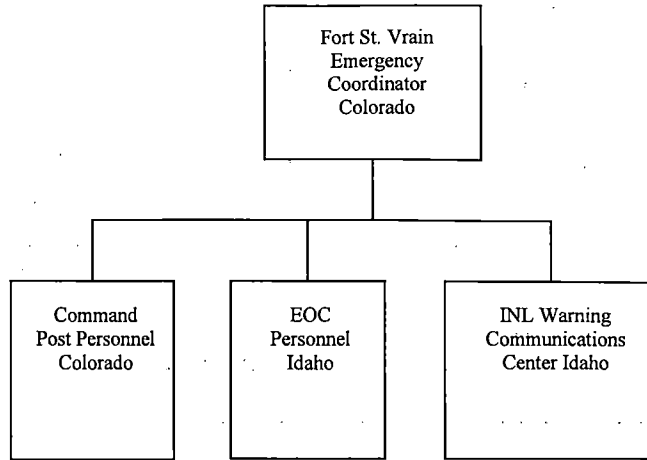 Fort St. Vrain
Emergency
Coordinator
Colorado
Command
Post Personnel
Colorado
EOC
Personnel
Idaho
INL Warning
Communications
Center Idaho